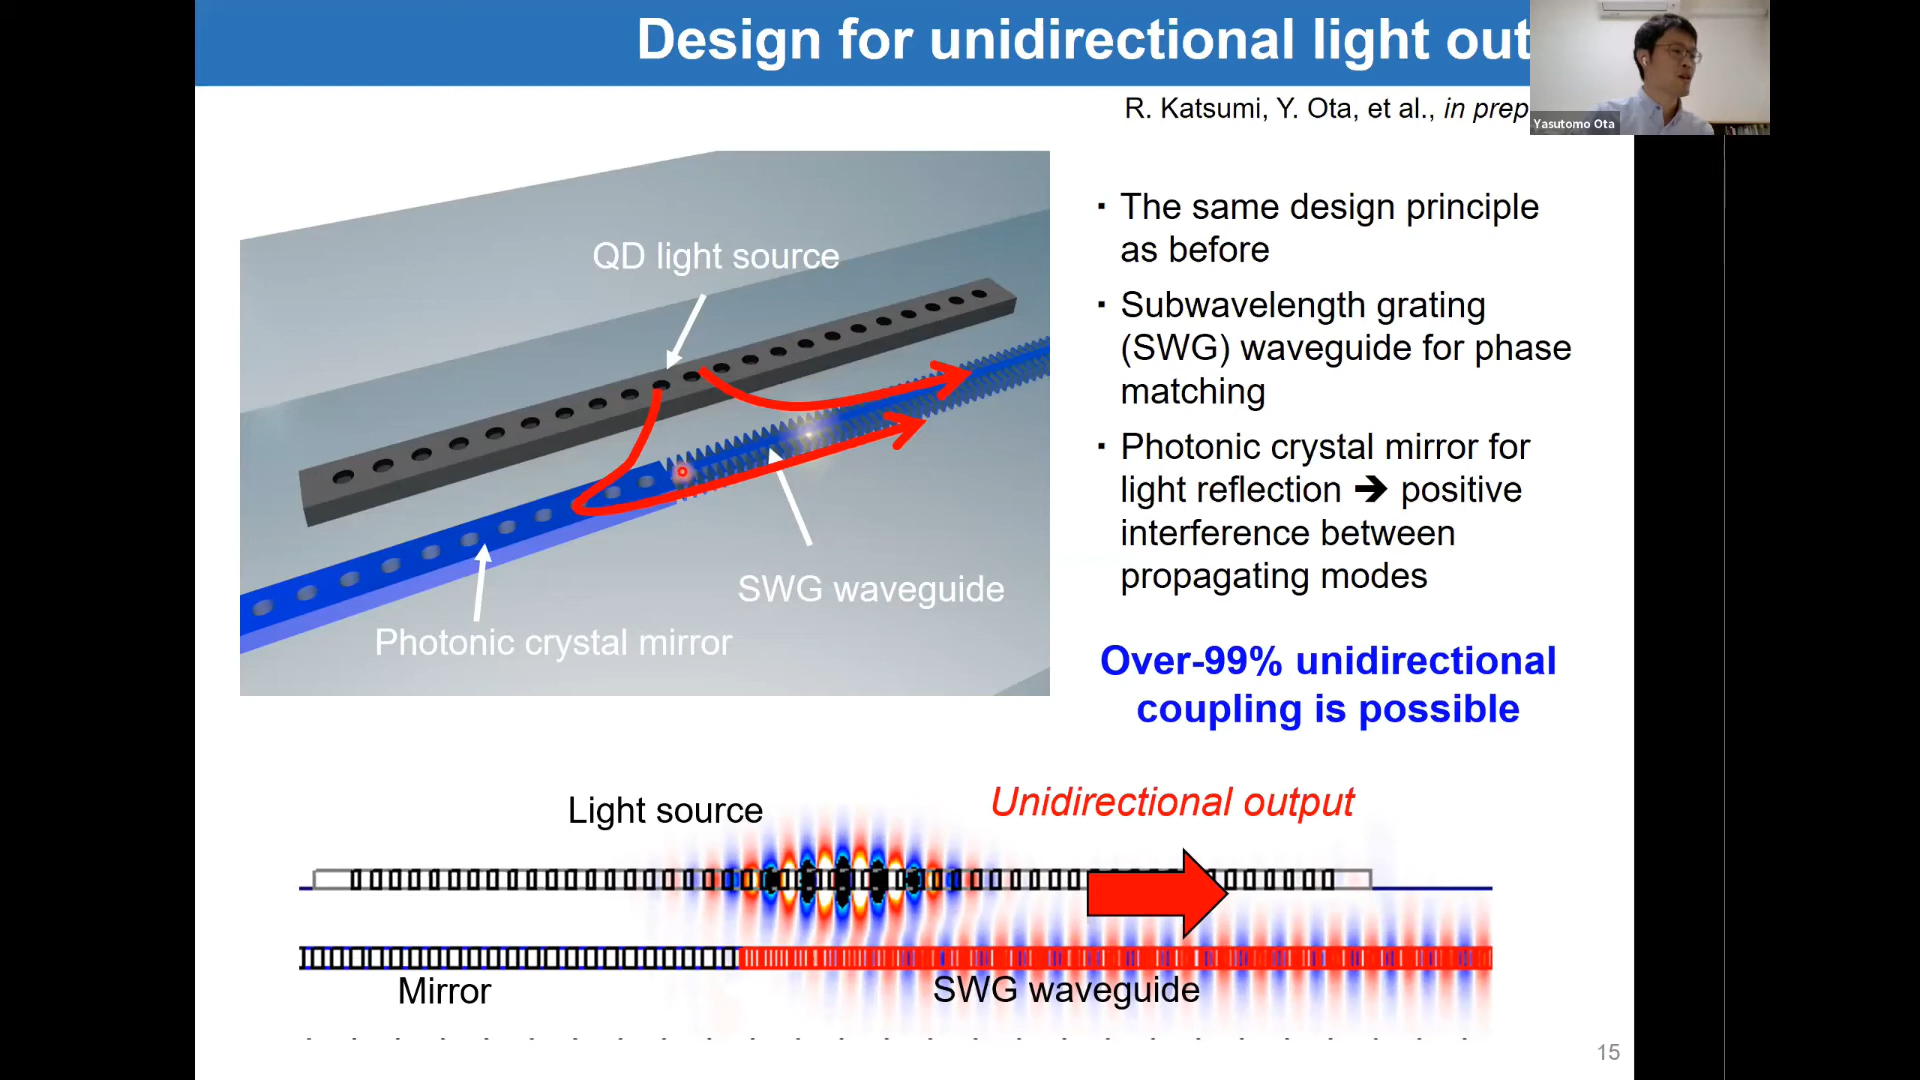 Design for unidirectional light out
R. Katsumi, Y. Ota, et al., in prep
Yasutomo Ota
QD light source
SWG waveguide
Photonic crystal mirror
▪ The same design principle
as before
▪ Subwavelength grating
(SWG) waveguide for phase
matching
▪ Photonic crystal mirror for
light reflection ➔ positive
interference between
propagating modes
Over-99% unidirectional
coupling is possible
Light source
Unidirectional output
Mirror
SWG waveguide
15